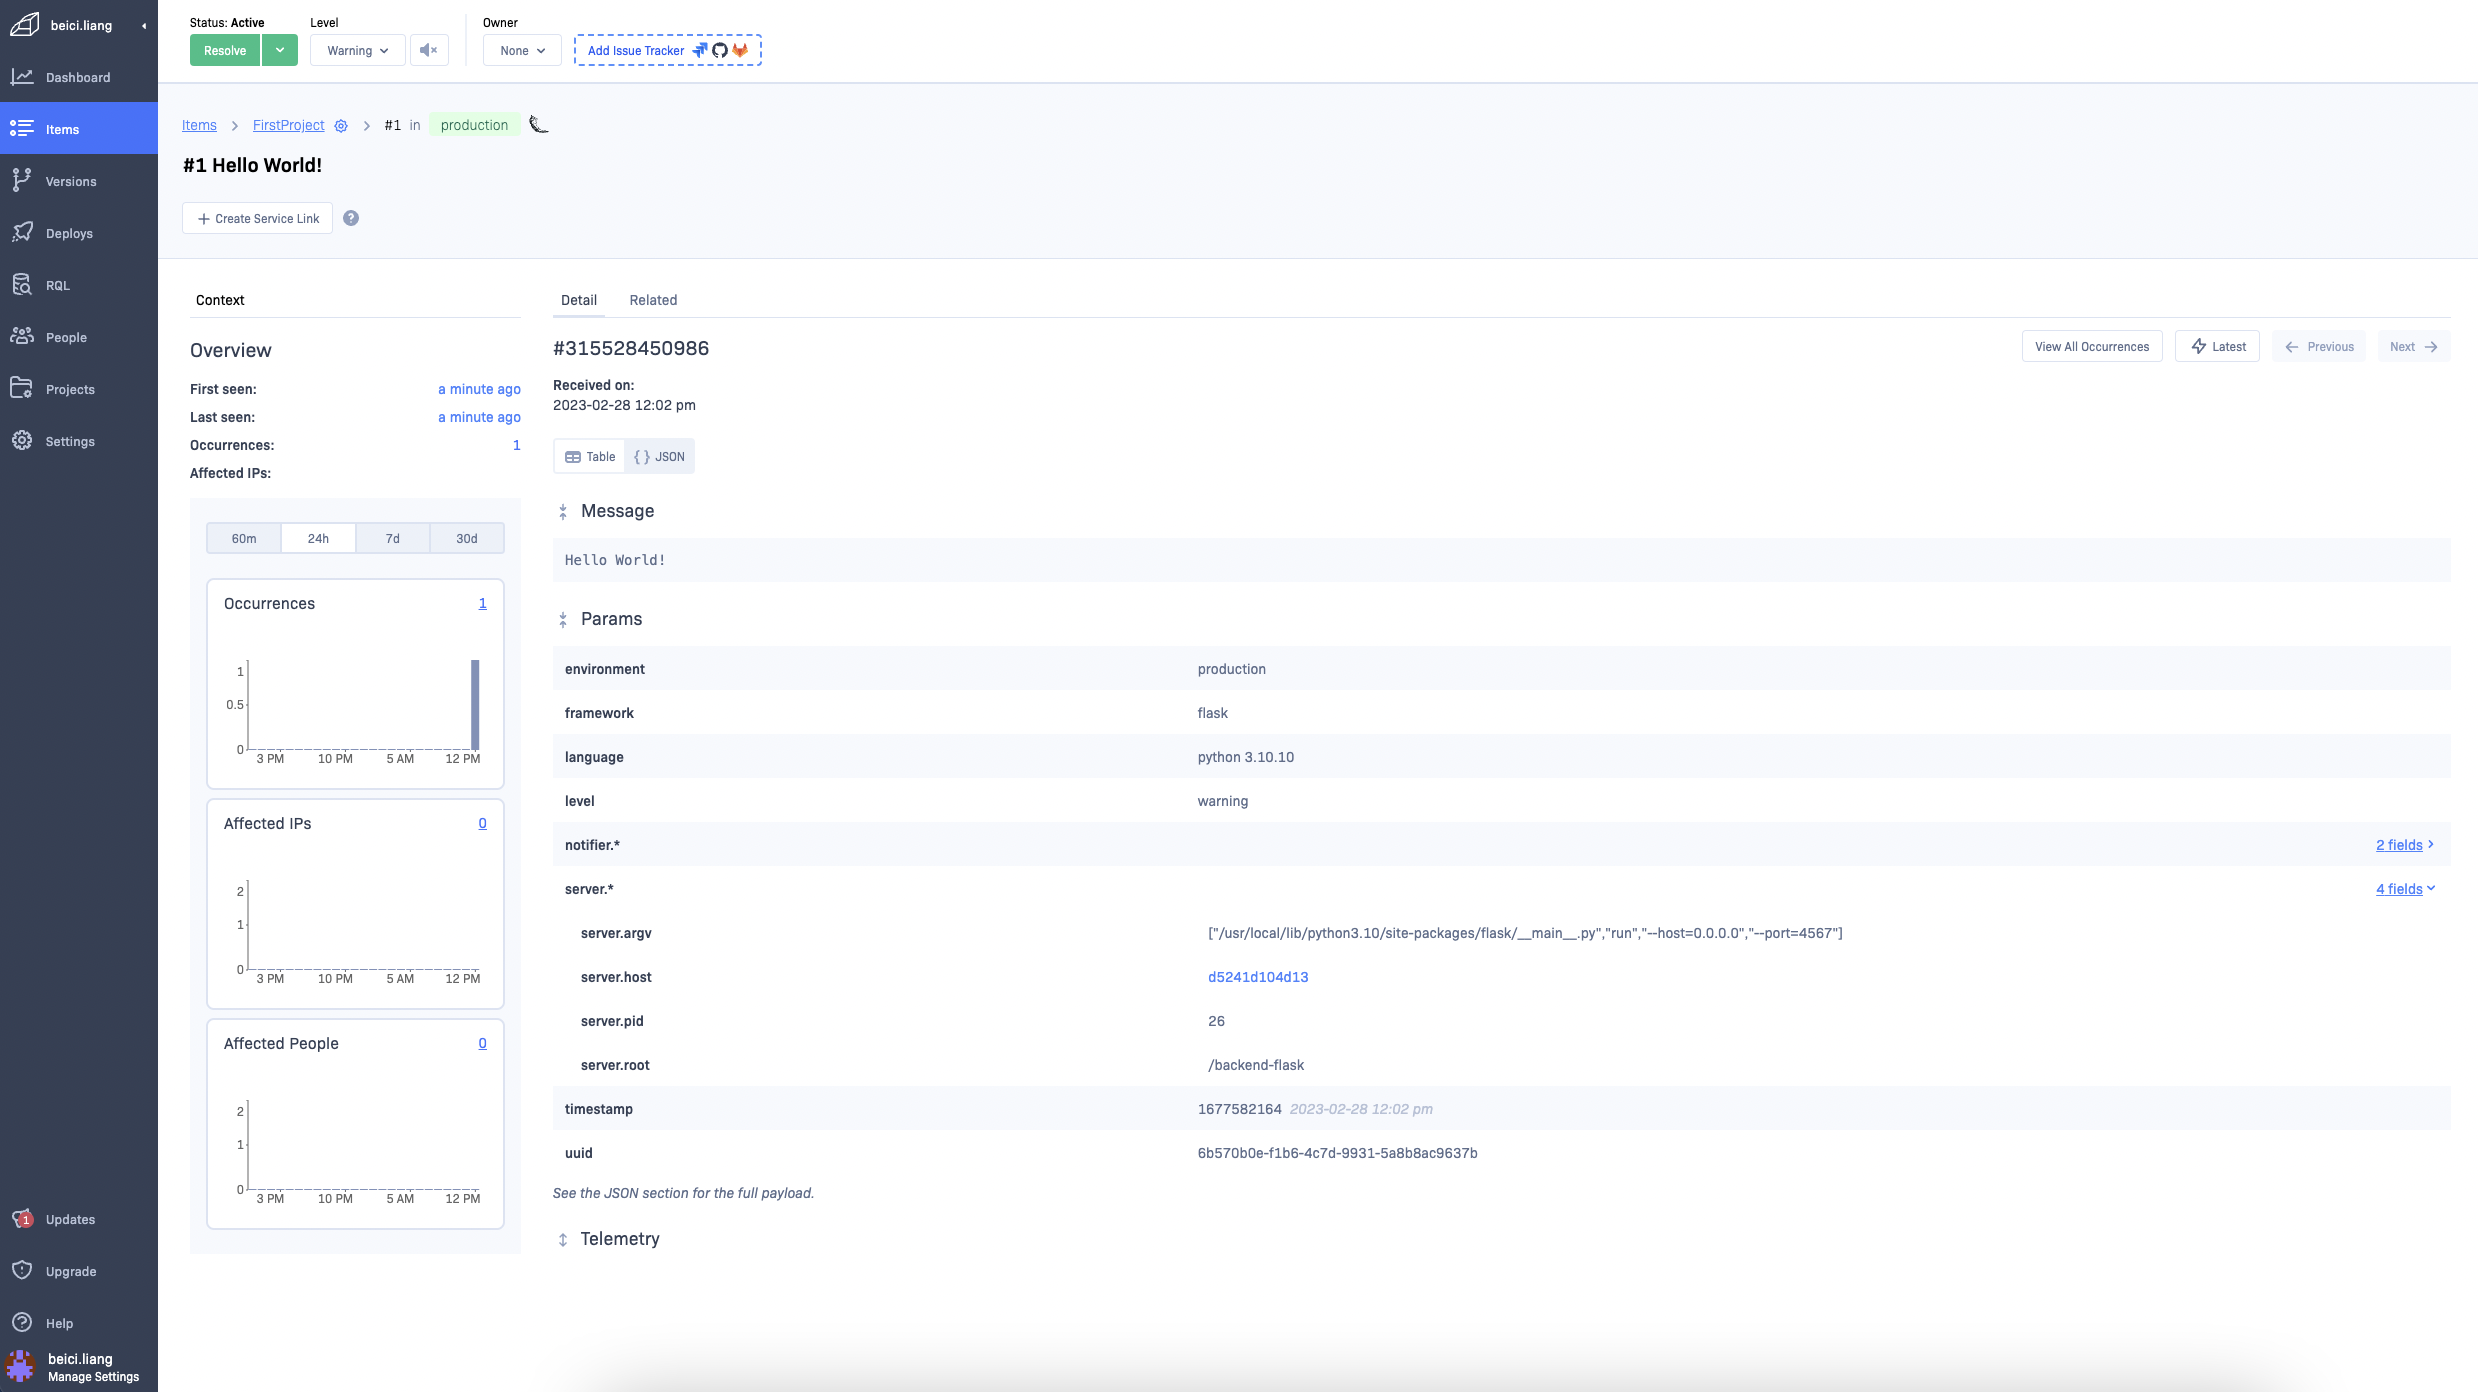 beici.liang
Dashboard
Items
Versions
Deploys
RQL
People
Projects
Settings
1
Updates
Upgrade
Help
beici.liang
Manage Settings
Status: Active
Level
Owner
Resolve
Warning
None
Add Issue Tracker
Items
FirstProject
#1 in
production
#1 Hello World!
Create Service Link
?
Context
Overview
First seen: a minute ago
Last seen: a minute ago
Occurrences: 1
Affected IPs:
60m 24h 7d 30d
Occurrences 1
1
0.5
0
3 PM 10 PM 5 AM 12 PM
Affected IPs 0
2
1
0
3 PM 10 PM 5 AM 12 PM
Affected People 0
2
1
0
3 PM 10 PM 5 AM 12 PM
Detail Related
#315528450986
View All Occurrences
Latest
Previous
Next
Received on:
2023-02-28 12:02 pm
Table
{ } JSON
Message
Hello World!
Params
environment production
framework flask
language python 3.10.10
level warning
notifier.* 2 fields
server.* 4 fields
server.argv ["/usr/local/lib/python3.10/site-packages/flask/__main__.py","run","--host=0.0.0.0","--port=4567"]
server.host d5241d104d13
server.pid 26
server.root /backend-flask
timestamp 1677582164 2023-02-28 12:02 pm
uuid 6b570b0e-f1b6-4c7d-9931-5a8b8ac9637b
See the JSON section for the full payload.
Telemetry